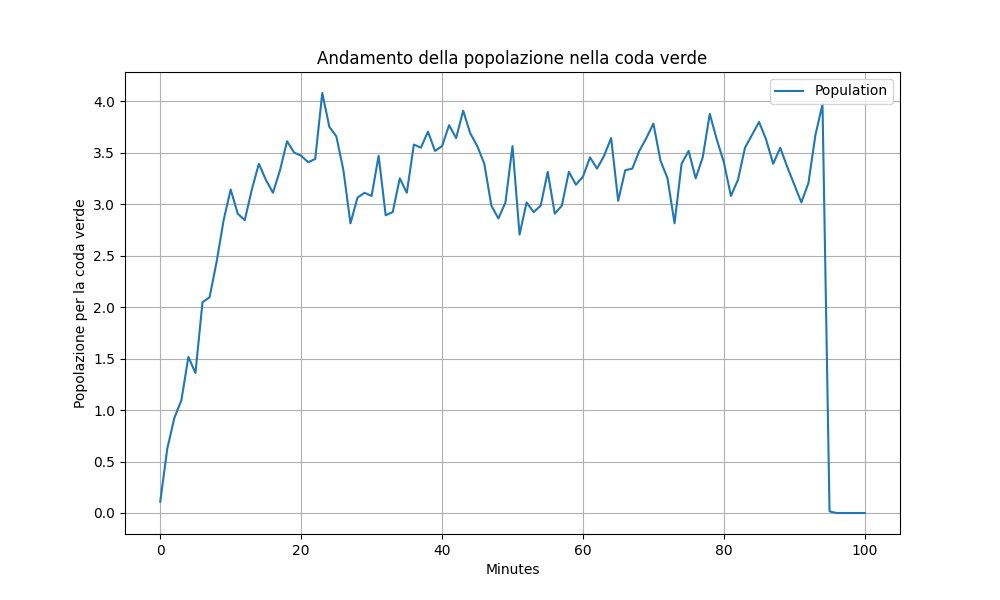 Andamento della popolazione nella coda verde
Population
Popolazione per la coda verde
4.0
3.5
3.0
2.5
2.0
1.5
1.0
0.5
0.0
0 20 40 60 80 100
Minutes